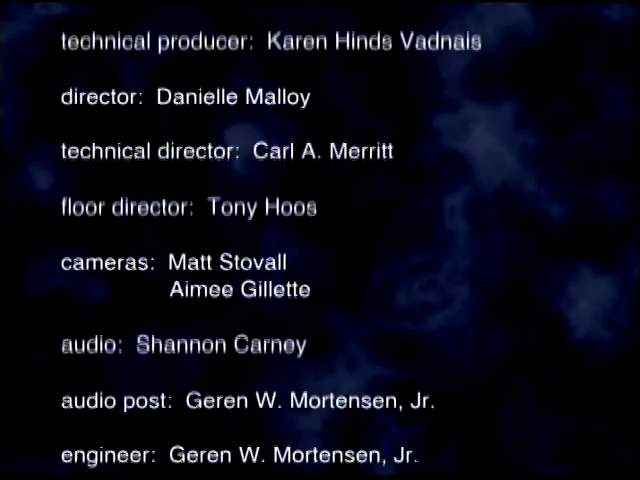 technical producer: Karen Hinds Vadnais
director: Danielle Malloy
technical director: Carl A. Merritt
floor director: Tony Hoos
cameras: Matt Stovall
Aimee Gillette
audio: Shannon Carney
audio post: Geren W. Mortensen, Jr.
engineer: Geren W. Mortensen, Jr.